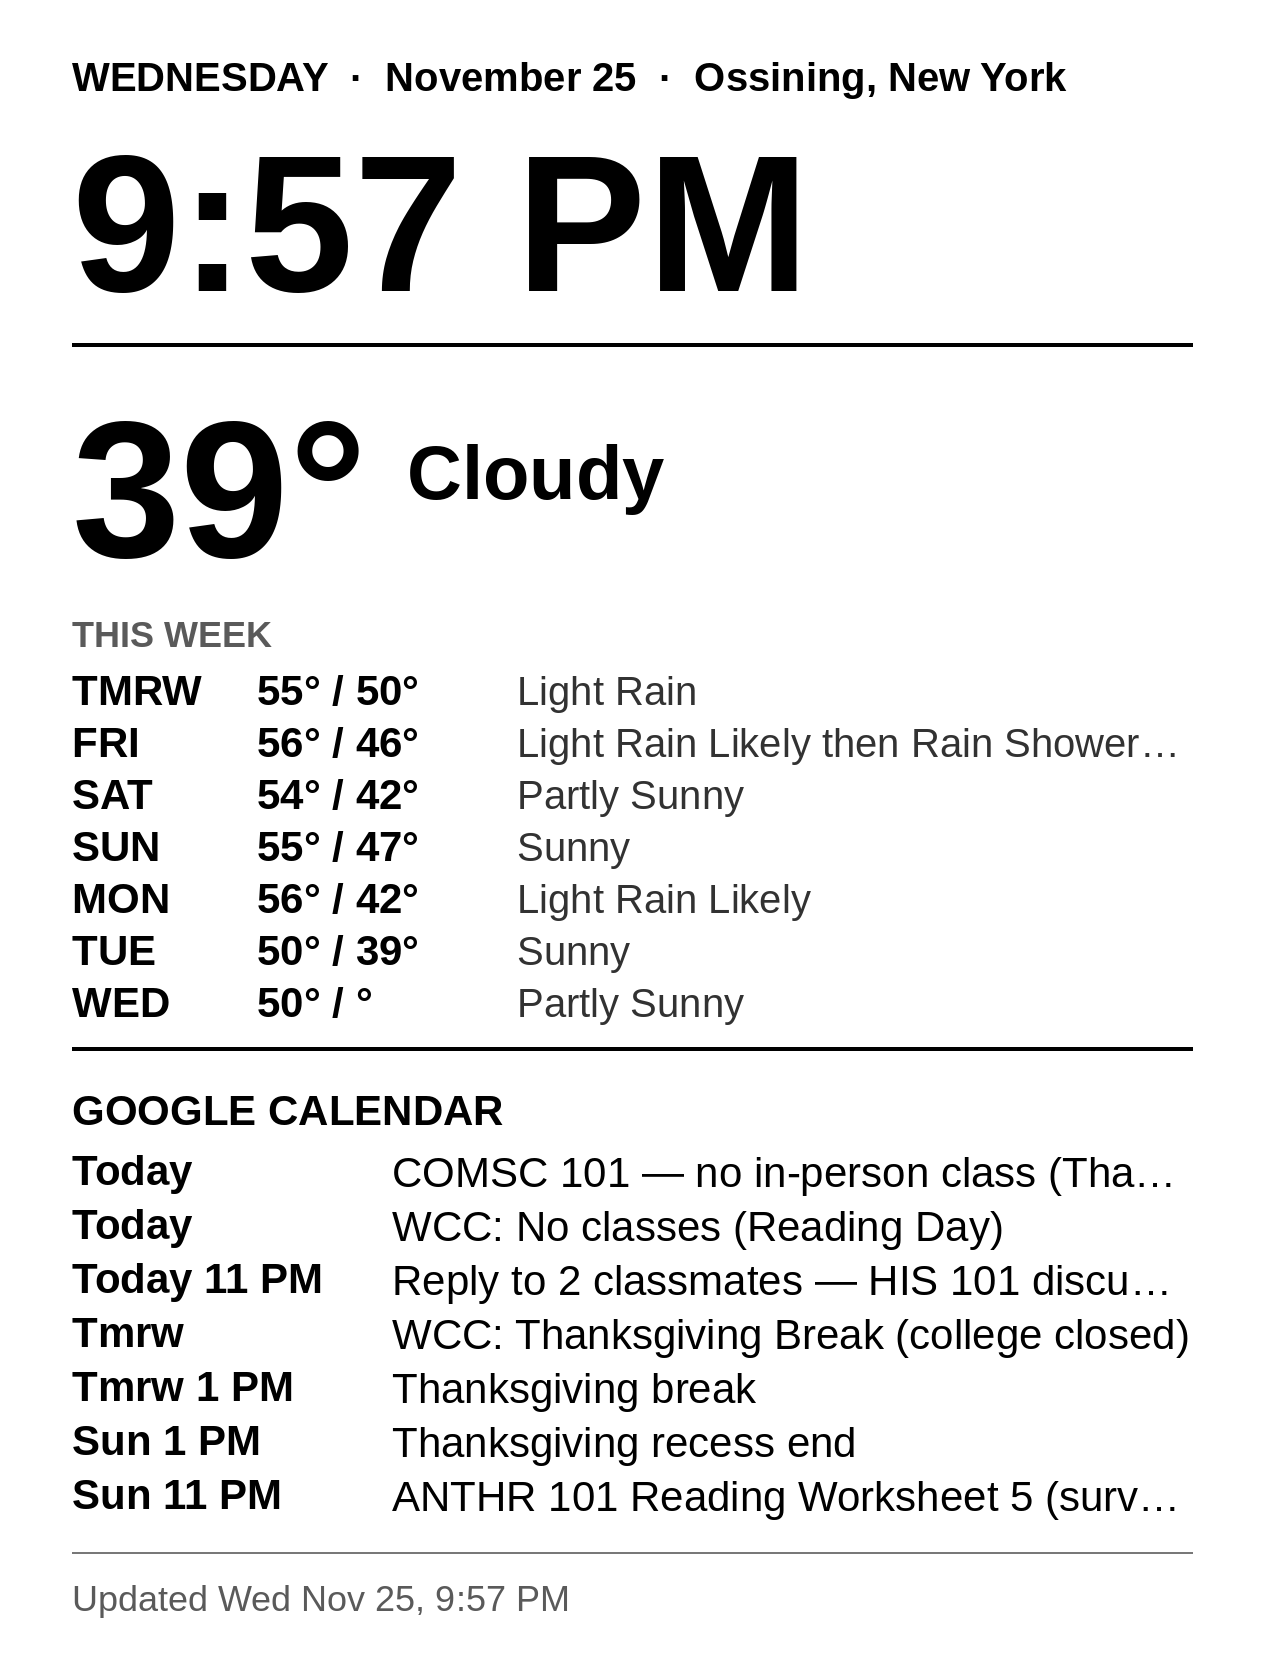 WEDNESDAY · November 25 · Ossining, New York
9:57 PM
39° Cloudy
THIS WEEK
TMRW 55° / 50° Light Rain
FRI 56° / 46° Light Rain Likely then Rain Shower…
SAT 54° / 42° Partly Sunny
SUN 55° / 47° Sunny
MON 56° / 42° Light Rain Likely
TUE 50° / 39° Sunny
WED 50° / ° Partly Sunny
GOOGLE CALENDAR
Today COMSC 101 — no in-person class (Tha…
Today WCC: No classes (Reading Day)
Today 11 PM Reply to 2 classmates — HIS 101 discu…
Tmrw WCC: Thanksgiving Break (college closed)
Tmrw 1 PM Thanksgiving break
Sun 1 PM Thanksgiving recess end
Sun 11 PM ANTHR 101 Reading Worksheet 5 (surv…
Updated Wed Nov 25, 9:57 PM